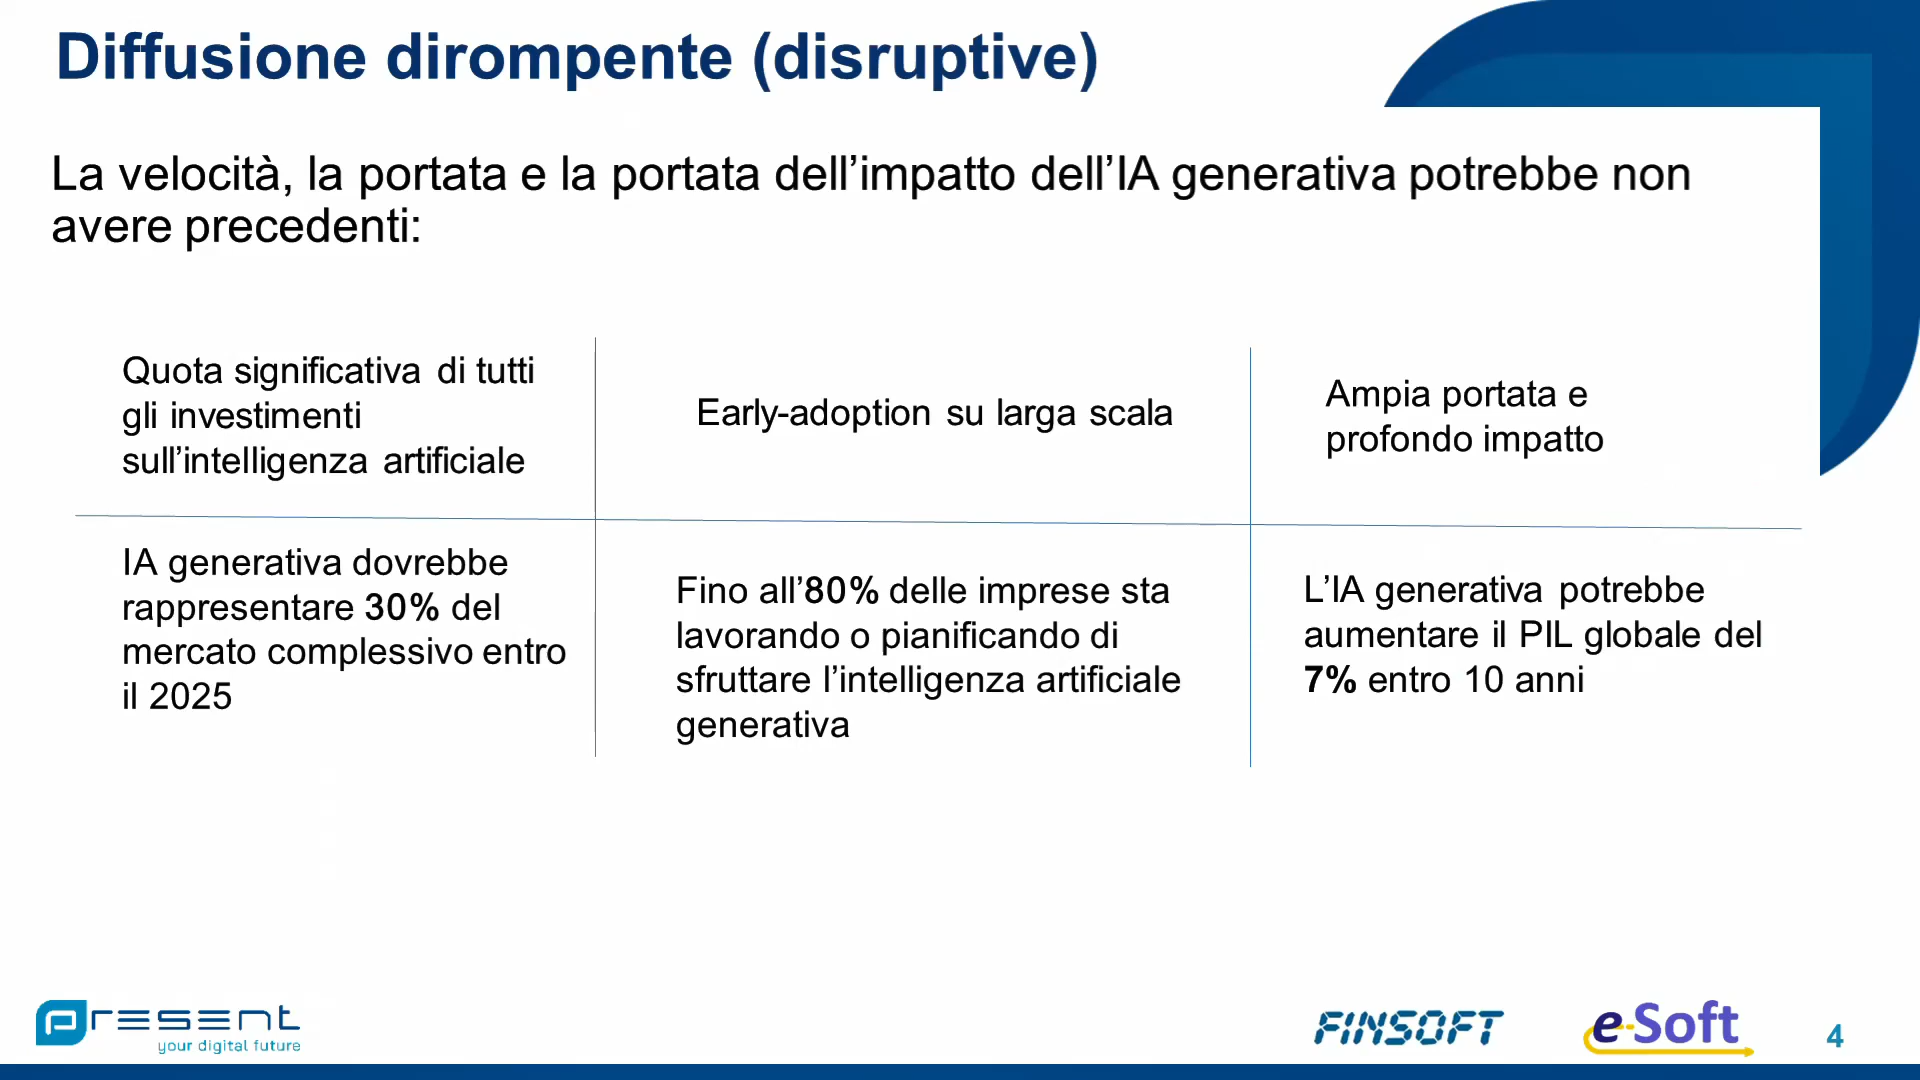 Diffusione dirompente (disruptive)
La velocità, la portata e la portata dell’impatto dell’IA generativa potrebbe non
avere precedenti:
Quota significativa di tutti
gli investimenti
sull’intelligenza artificiale
Early-adoption su larga scala
Ampia portata e
profondo impatto
IA generativa dovrebbe
rappresentare 30% del
mercato complessivo entro
il 2025
Fino all’80% delle imprese sta
lavorando o pianificando di
sfruttare l’intelligenza artificiale
generativa
L’IA generativa potrebbe
aumentare il PIL globale del
7% entro 10 anni
present
your digital future
FINSOFT
e-Soft
4